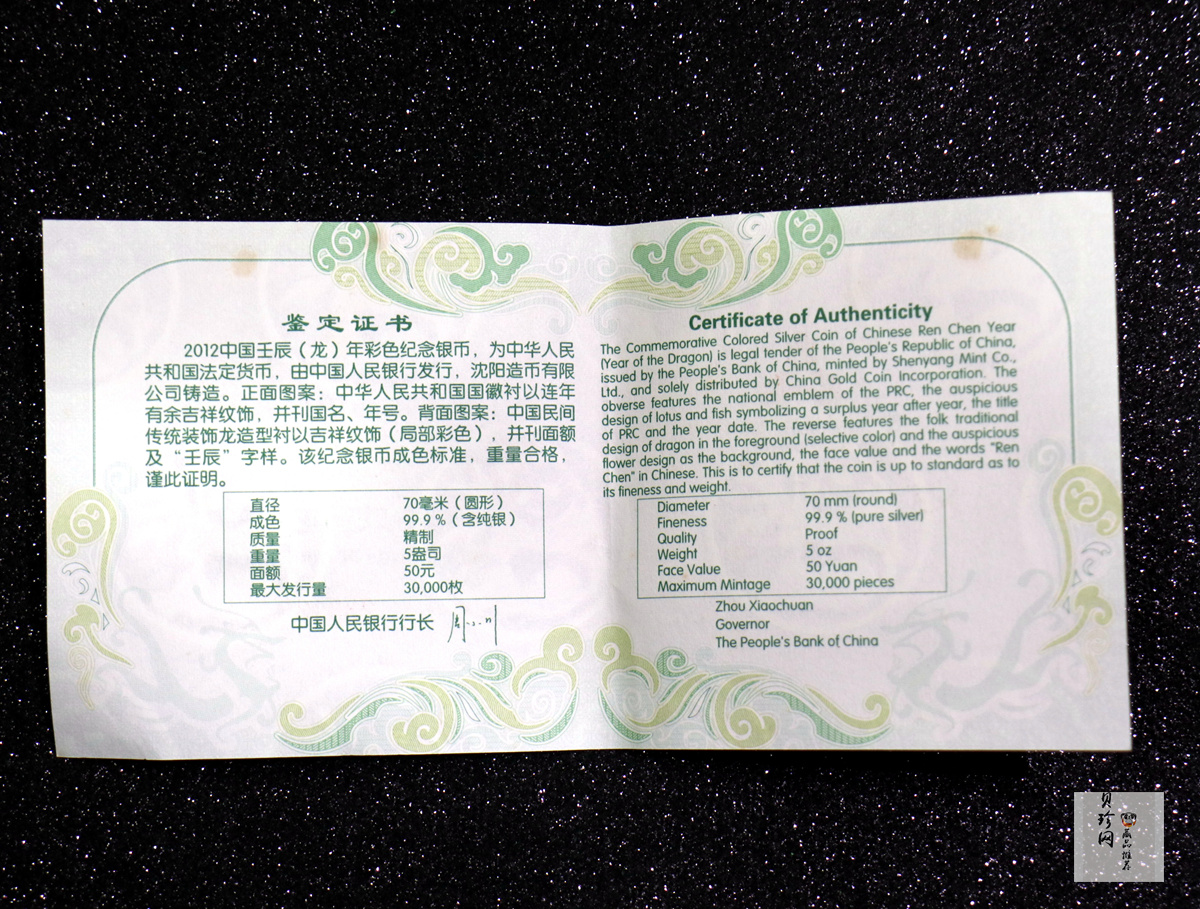 鉴定证书
2012中国壬辰（龙）年彩色纪念银币，为中华人民
共和国法定货币，由中国人民银行发行，沈阳造币有限
公司铸造。正面图案：中华人民共和国国徽衬以连年
有余吉祥纹饰，并刊国名、年号。背面图案：中国民间
传统装饰龙造型衬以吉祥纹饰（局部彩色），并刊面额
及“壬辰”字样。该纪念银币成色标准，重量合格，
谨此证明。
直径 70毫米（圆形）
成色 99.9%（含纯银）
质量 精制
重量 5盎司
面额 50元
最大发行量 30,000枚
中国人民银行行长
Certificate of Authenticity
The Commemorative Colored Silver Coin of Chinese Ren Chen Year
(Year of the Dragon) is legal tender of the People's Republic of China,
issued by the People's Bank of China, minted by Shenyang Mint Co.,
Ltd., and solely distributed by China Gold Coin Incorporation. The
obverse features the national emblem of the PRC, the auspicious
design of lotus and fish symbolizing a surplus year after year, the title
of PRC and the year date. The reverse features the folk traditional
design of dragon in the foreground (selective color) and the auspicious
flower design as the background, the face value and the words "Ren
Chen" in Chinese. This is to certify that the coin is up to standard as to
its fineness and weight.
Diameter 70 mm (round)
Fineness 99.9 % (pure silver)
Quality Proof
Weight 5 oz
Face Value 50 Yuan
Maximum Mintage 30,000 pieces
Zhou Xiaochuan
Governor
The People's Bank of China
贝珍网
藏品推荐